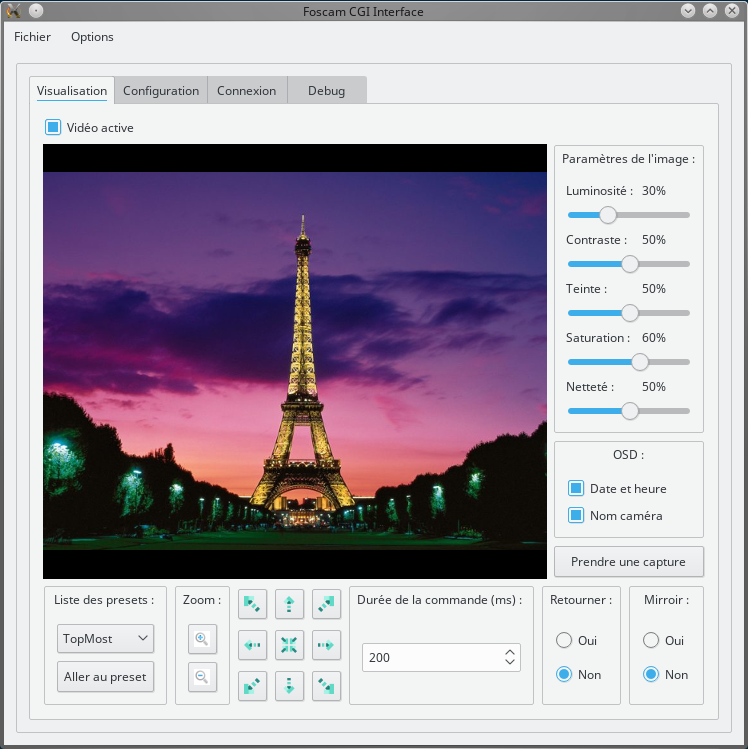 Foscam CGI Interface
Fichier Options
Visualisation Configuration Connexion Debug
Vidéo active
Paramètres de l'image :
Luminosité : 30%
Contraste : 50%
Teinte : 50%
Saturation : 60%
Netteté : 50%
OSD :
Date et heure
Nom caméra
Prendre une capture
Liste des presets :
TopMost
Aller au preset
Zoom :
Durée de la commande (ms) :
200
Retourner :
Oui
Non
Mirroir :
Oui
Non